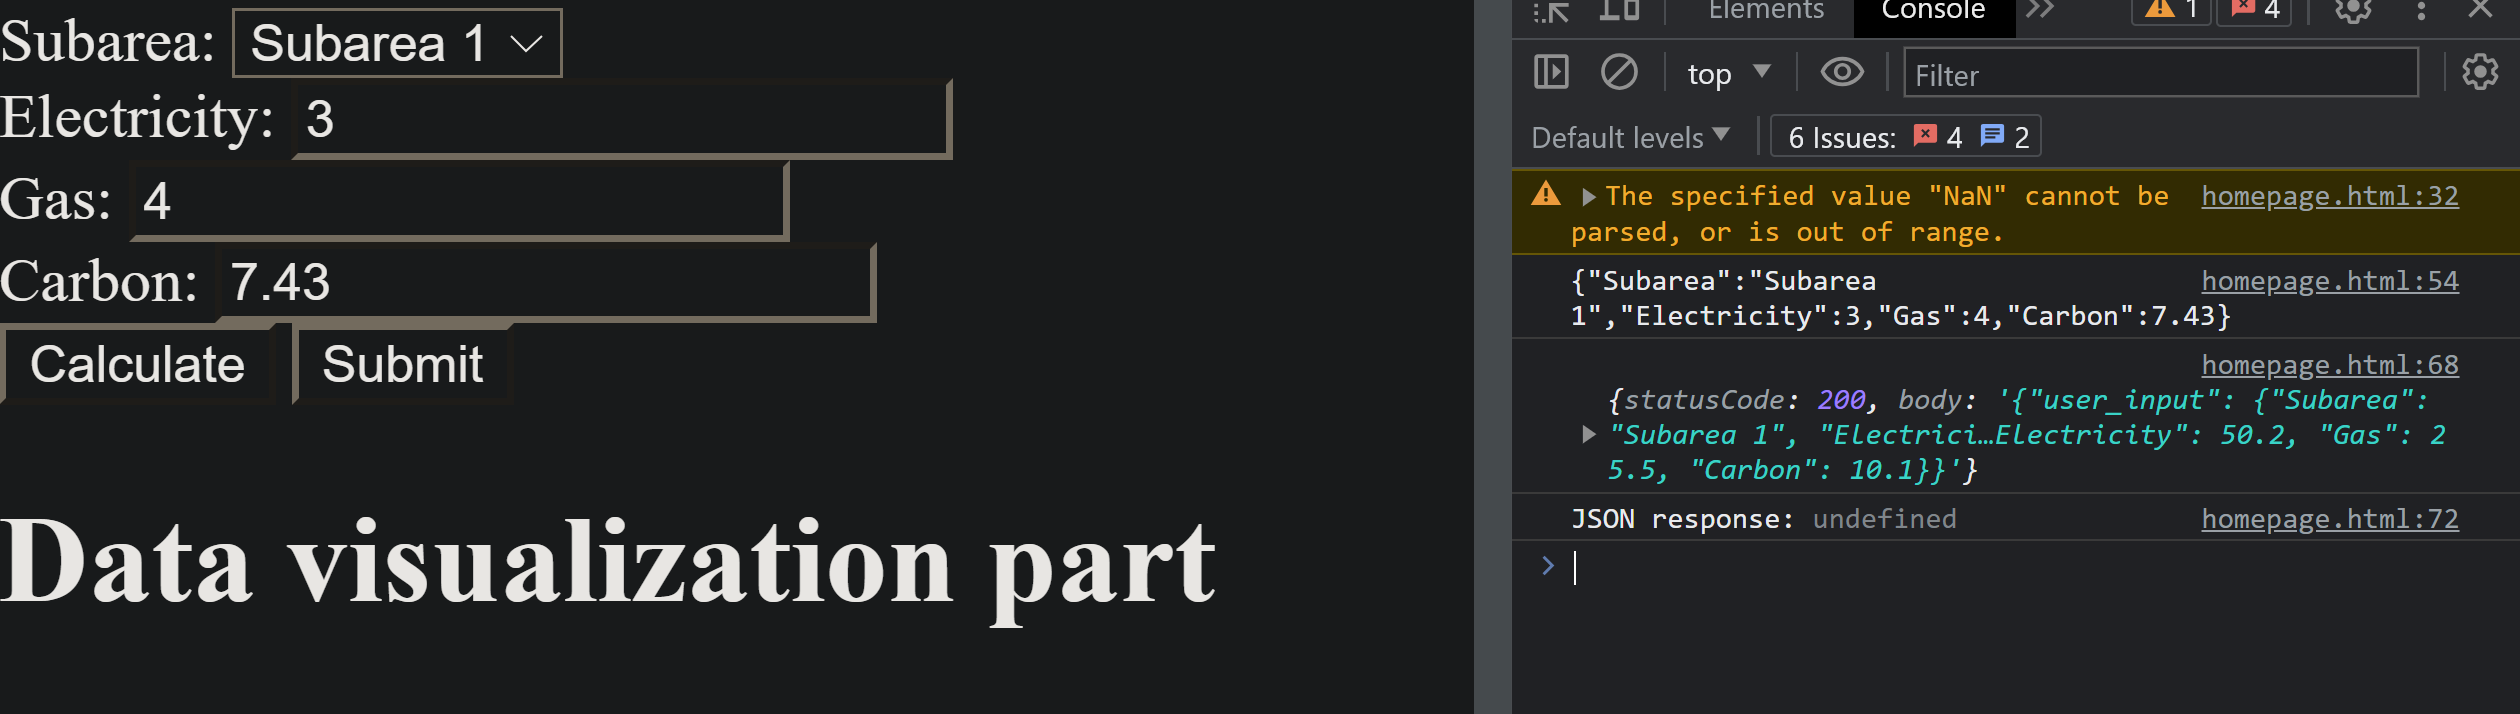 Subarea: Subarea 1
Electricity: 3
Gas: 4
Carbon: 7.43
Calculate Submit
Data visualization part
Elements Console 1 4
top Filter
Default levels 6 Issues: 4 2
The specified value "NaN" cannot be homepage.html:32
parsed, or is out of range.
{"Subarea":"Subarea homepage.html:54
1","Electricity":3,"Gas":4,"Carbon":7.43}
homepage.html:68
{statusCode: 200, body: '{"user_input": {"Subarea":
"Subarea 1", "Electrici…Electricity": 50.2, "Gas": 2
5.5, "Carbon": 10.1}}'}
JSON response: undefined homepage.html:72